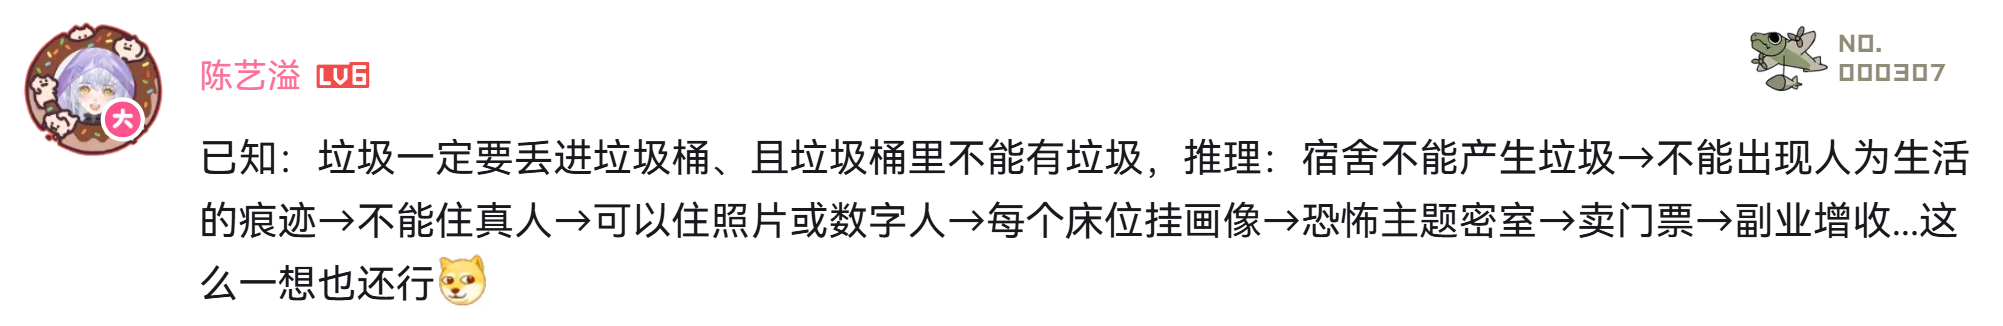 陈艺溢 LV6
NO.
000307
大
已知：垃圾一定要丢进垃圾桶、且垃圾桶里不能有垃圾，推理：宿舍不能产生垃圾→不能出现人为生活
的痕迹→不能住真人→可以住照片或数字人→每个床位挂画像→恐怖主题密室→卖门票→副业增收...这
么一想也还行